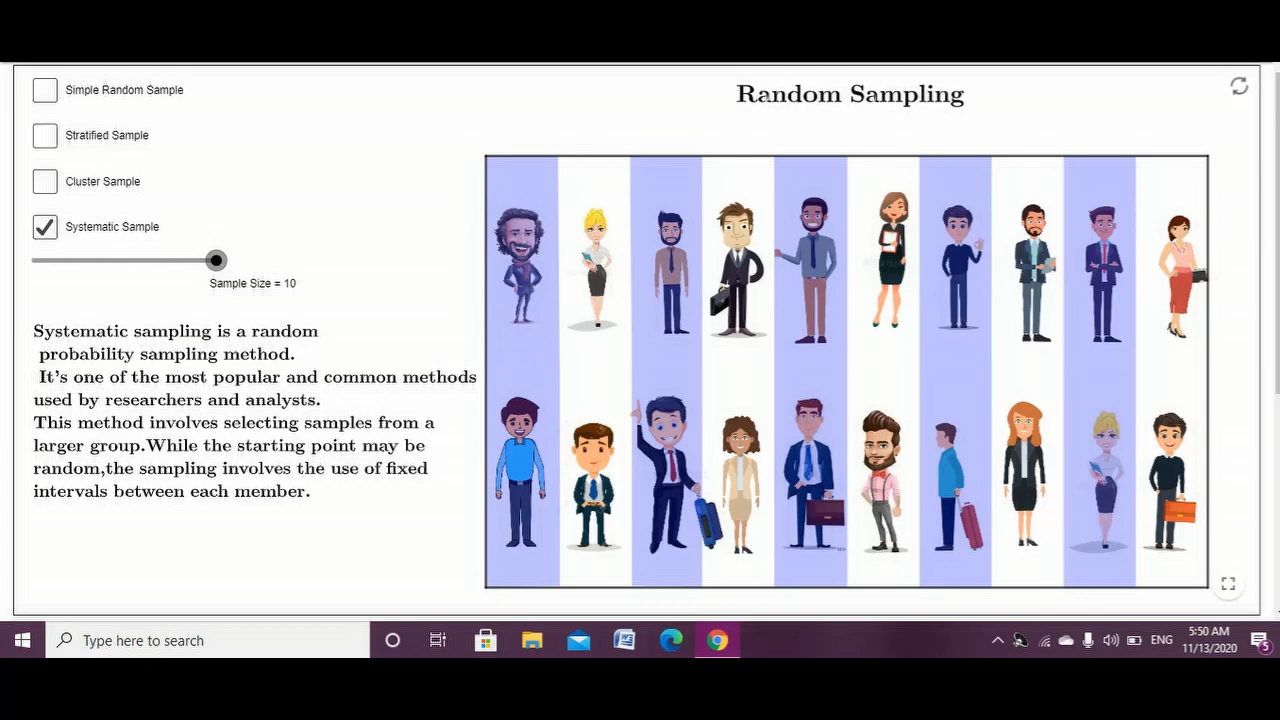 Simple Random Sample
Stratified Sample
Cluster Sample
Systematic Sample
Sample Size = 10
Systematic sampling is a random
probability sampling method.
It's one of the most popular and common methods
used by researchers and analysts.
This method involves selecting samples from a
larger group.While the starting point may be
random,the sampling involves the use of fixed
intervals between each member.
Random Sampling
Type here to search
ENG
5:50 AM
11/13/2020
5